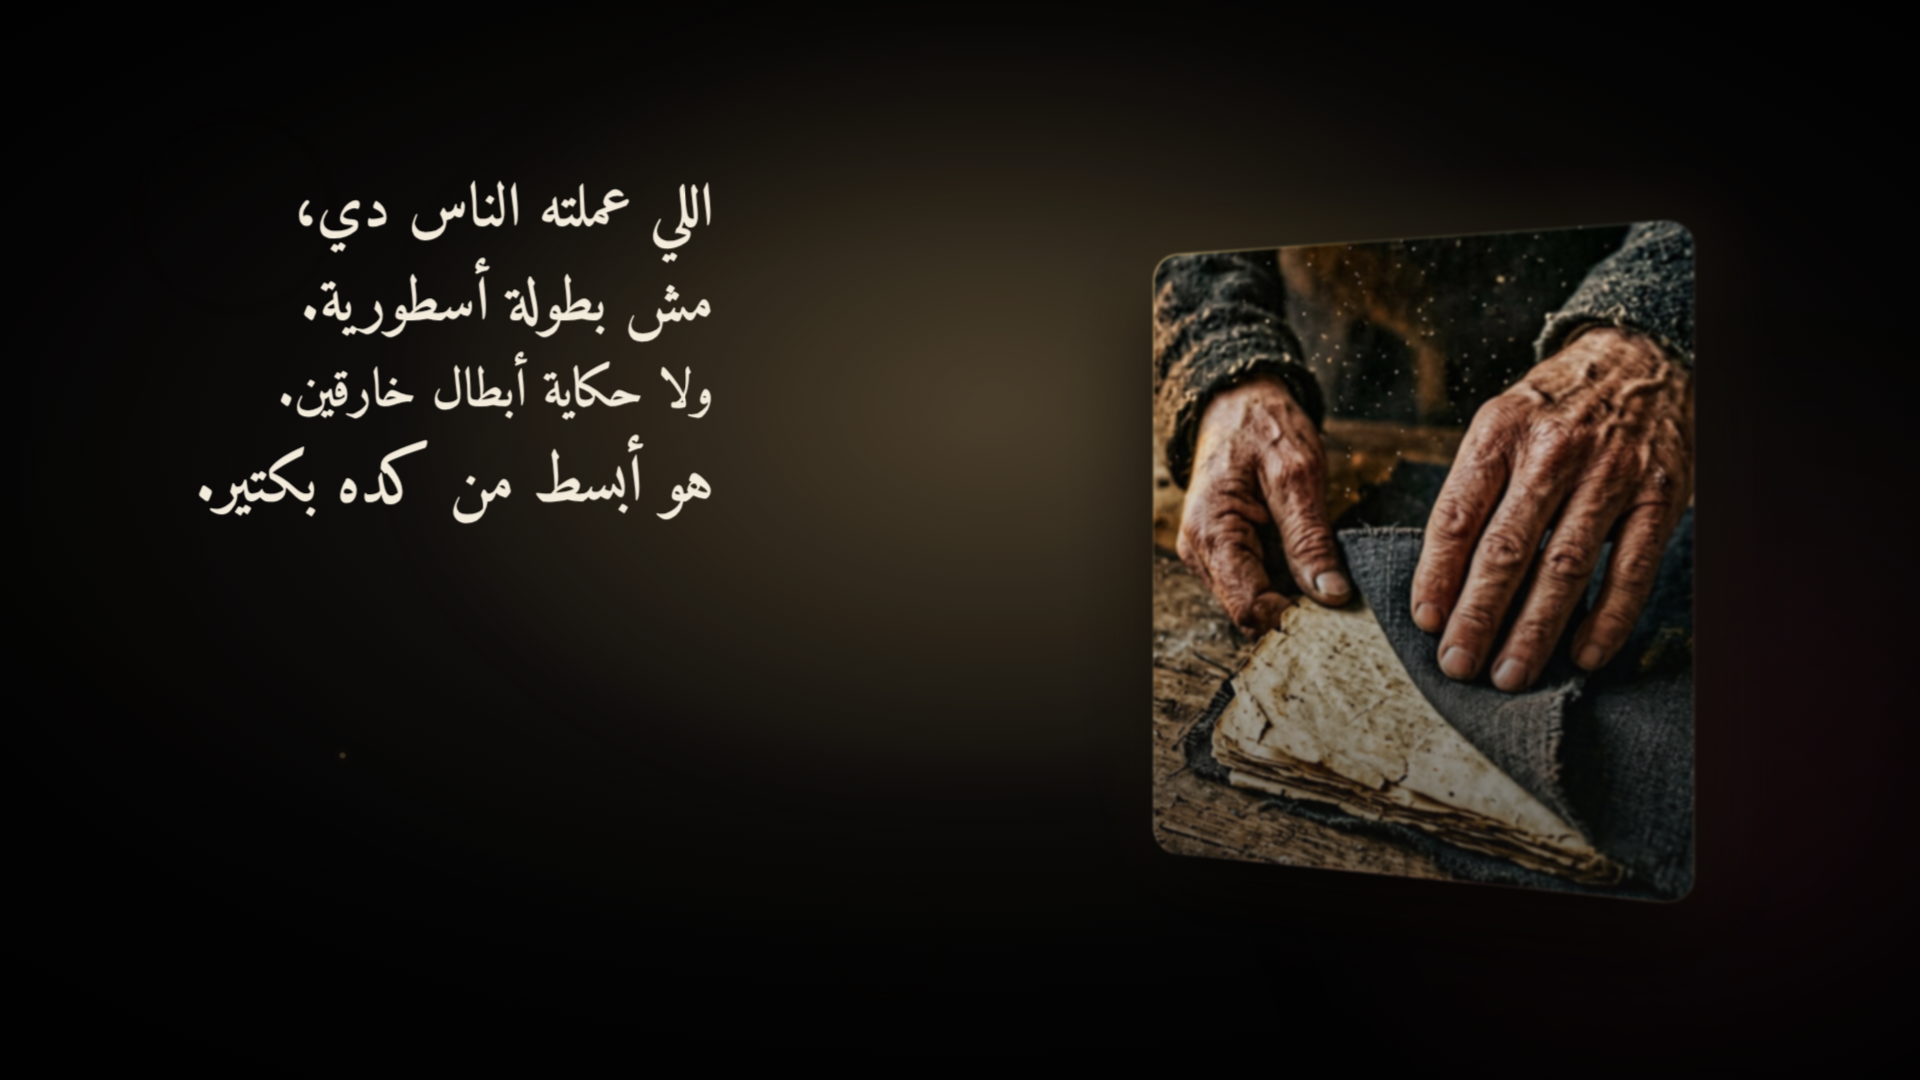 اللي عملته الناس دي،
مش بطولة أسطورية.
ولا حكاية أبطال خارقين.
هو أبسط من كده بكتير.